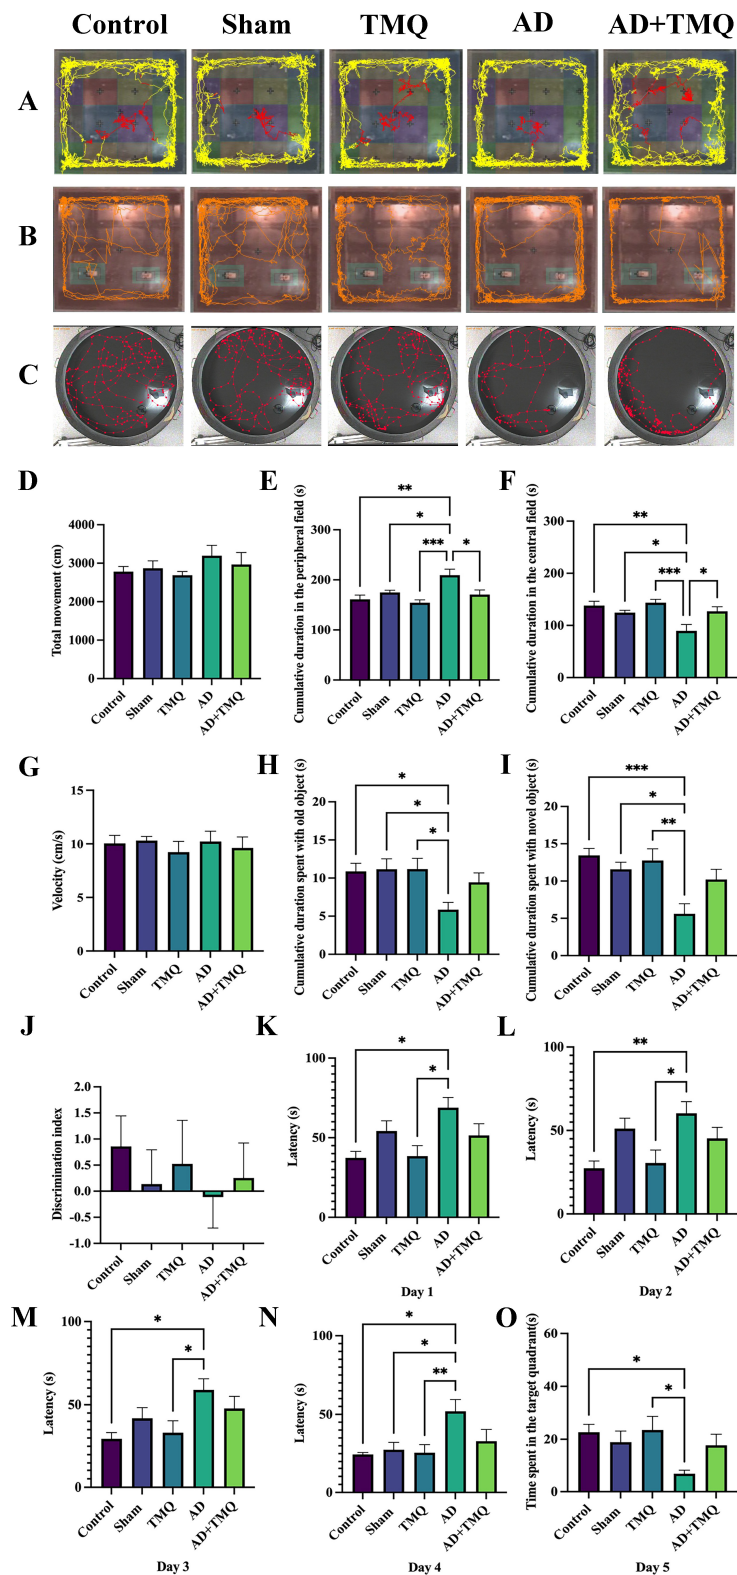 Control Sham TMQ AD AD+TMQ
A
B
C
D E F
Total movement (cm)
4000
3000
2000
1000
0
Control Sham TMQ AD AD+TMQ
Cumulative duration in the peripheral field (s)
300
200
100
0
** * *** *
Control Sham TMQ AD AD+TMQ
Cumulative duration in the central field (s)
300
200
100
0
** * *** *
Control Sham TMQ AD AD+TMQ
G H I
Velocity (cm/s)
15
10
5
0
Control Sham TMQ AD AD+TMQ
Cumulative duration spent with old object (s)
20
15
10
5
0
* * *
Control Sham TMQ AD AD+TMQ
Cumulative duration spent with novel object (s)
20
15
10
5
0
*** * **
Control Sham TMQ AD AD+TMQ
J K L
Discrimination index
2.0
1.5
1.0
0.5
0.0
-0.5
-1.0
Control Sham TMQ AD AD+TMQ
Latency (s)
100
50
0
* *
Control Sham TMQ AD AD+TMQ
Day 1
Latency (s)
100
50
0
** *
Control Sham TMQ AD AD+TMQ
Day 2
M N O
Latency (s)
100
50
0
* *
Control Sham TMQ AD AD+TMQ
Day 3
Latency (s)
100
50
0
* * **
Control Sham TMQ AD AD+TMQ
Day 4
Time spent in the target quadrant(s)
60
40
20
0
* *
Control Sham TMQ AD AD+TMQ
Day 5